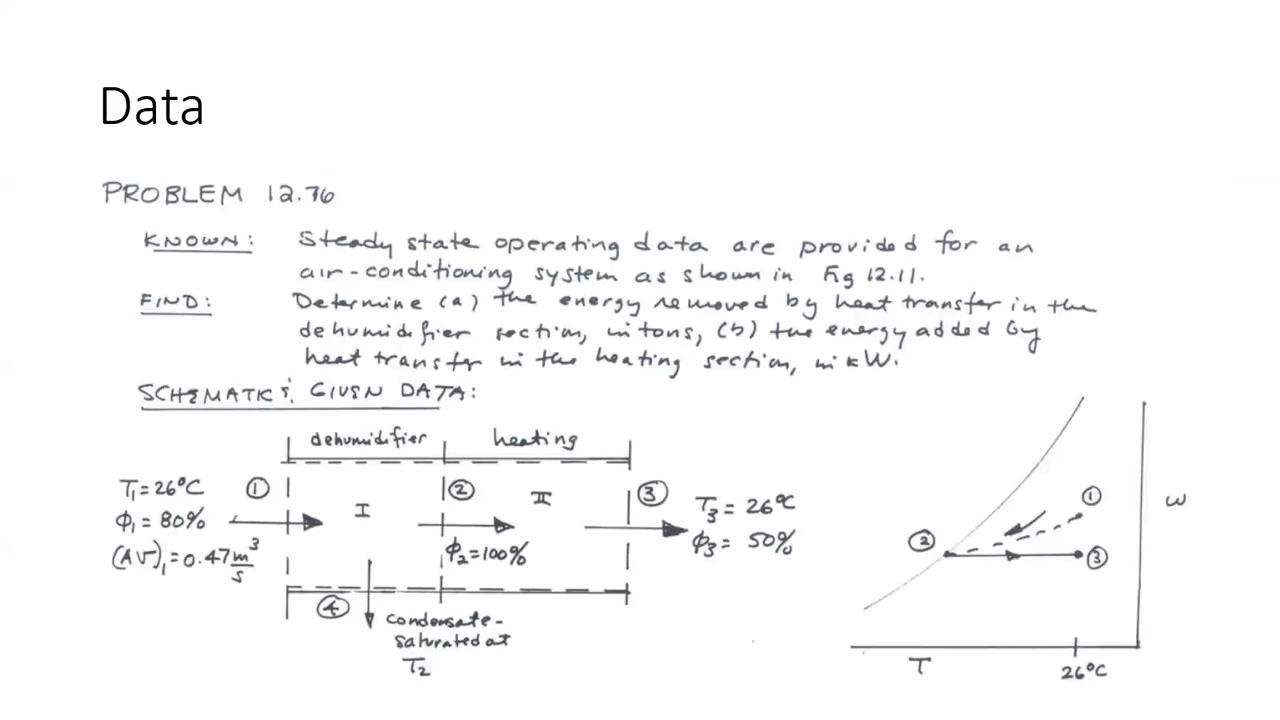 Data
PROBLEM 12.76
KNOWN: Steady state operating data are provided for an
air-conditioning system as shown in Fig 12.11.
FIND: Determine (a) the energy removed by heat transfer in the
dehumidifier section, in tons, (b) the energy added by
heat transfer in the heating section, in kW.
SCHEMATIC & GIVEN DATA:
dehumidifier heating
T₁ = 26°C ① ② ③ T₃ = 26°C
I II
ϕ₁ = 80% ϕ₃ = 50%
(AV)₁ = 0.47 m³/s ϕ₂ = 100%
④ condensate-
saturated at
T₂
① ω
② ③
T 26°C